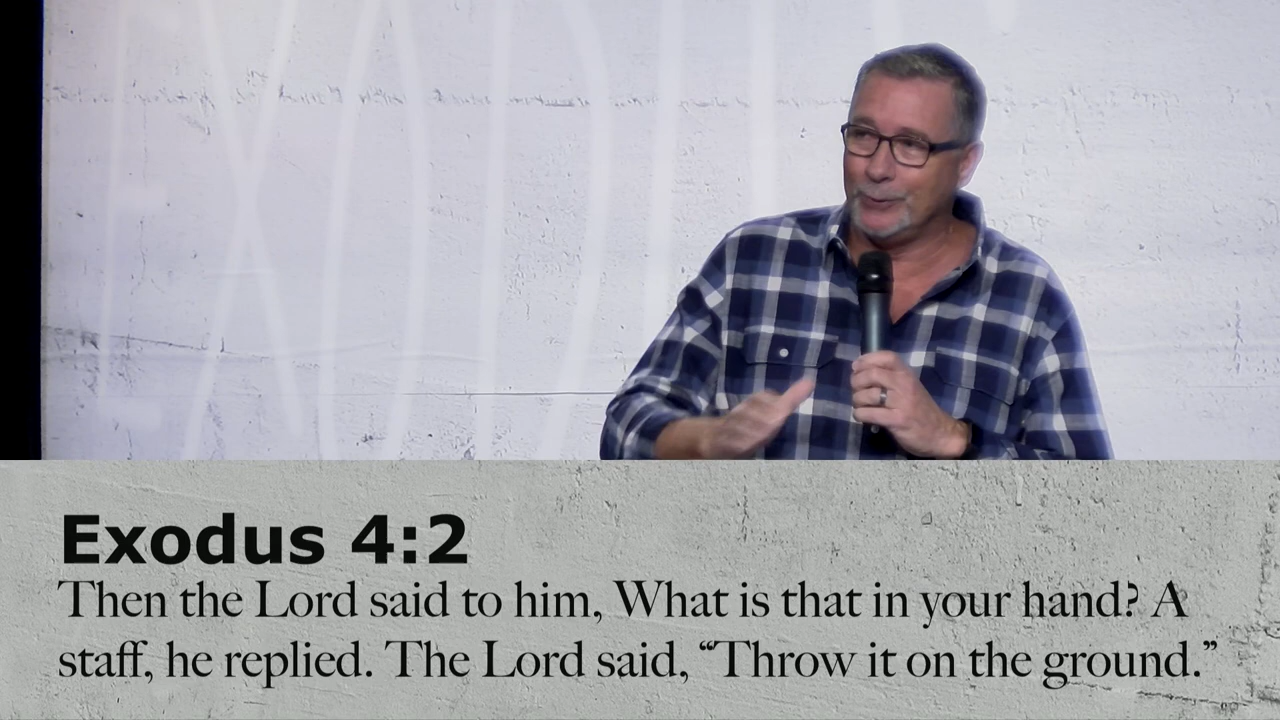 EXODUS
Exodus 4:2
Then the Lord said to him, What is that in your hand? A
staff, he replied. The Lord said, “Throw it on the ground.”